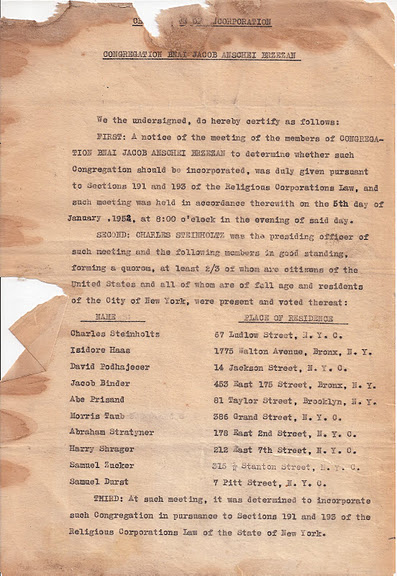 CE OF INCORPORATION
CONGREGATION BNAI JACOB ANSCHEI BRZEZAN
We the undersigned, do hereby certify as follows:
FIRST: A notice of the meeting of the members of CONGREGA-
TION BNAI JACOB ANSCHEI BRZEZAN to determine whether such
Congregation should be incorporated, was duly given pursuant
to Sections 191 and 193 of the Religious Corporations Law, and
such meeting was held in accordance therewith on the 5th day of
January .1952, at 8:00 o'clock in the evening of said day.
SECOND: CHARLES STEINHOLTZ was the presiding officer of
such meeting and the following members in good standing,
forming a quorom, at least 2/3 of whom are citizens of the
United States and all of whom are of full age and residents
of the City of New York, were present and voted thereat:
NAME PLACE OF RESIDENCE
Charles Steinholtz 67 Ludlow Street, N. Y. C.
Isidore Haas 1775 Walton Avenue, Bronx, N. Y.
David Podhajecer 14 Jackson Street, N. Y. C.
Jacob Binder 453 East 175 Street, Bronx, N. Y.
Abe Prisand 81 Taylor Street, Brooklyn, N. Y.
Morris Taub 386 Grand Street, N. Y. C.
Abraham Stratyner 178 East 2nd Street, N. Y. C.
Harry Shrager 212 East 7th Street, N. Y. C.
Samuel Zucker 315 ½ Stanton Street, N. Y. C.
Samuel Durst 7 Pitt Street, N. Y. C.
THIRD: At such meeting, it was determined to incorporate
such Congregation in pursuance to Sections 191 and 193 of the
Religious Corporations Law of the State of New York.